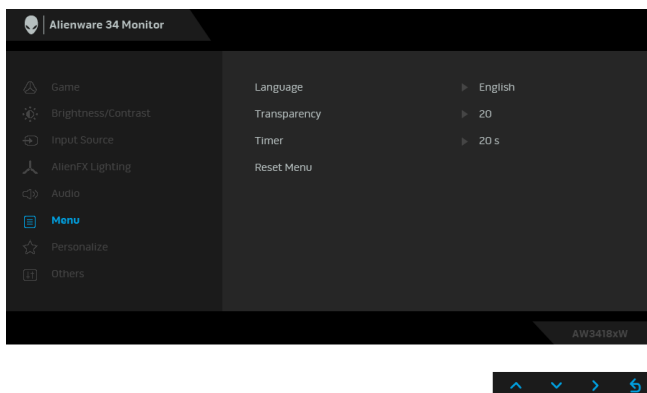 Alienware 34 Monitor
Game
Language English
Brightness/Contrast
Transparency 20
Input Source
Timer 20 s
AlienFX Lighting
Reset Menu
Audio
Menu
Personalize
Others
AW3418xW